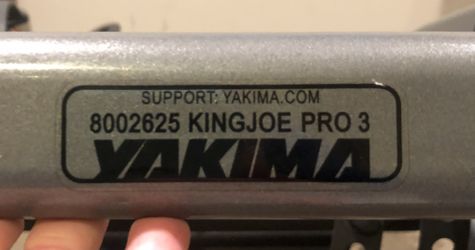 SUPPORT: YAKIMA.COM
8002625 KINGJOE PRO 3
YAKIMA